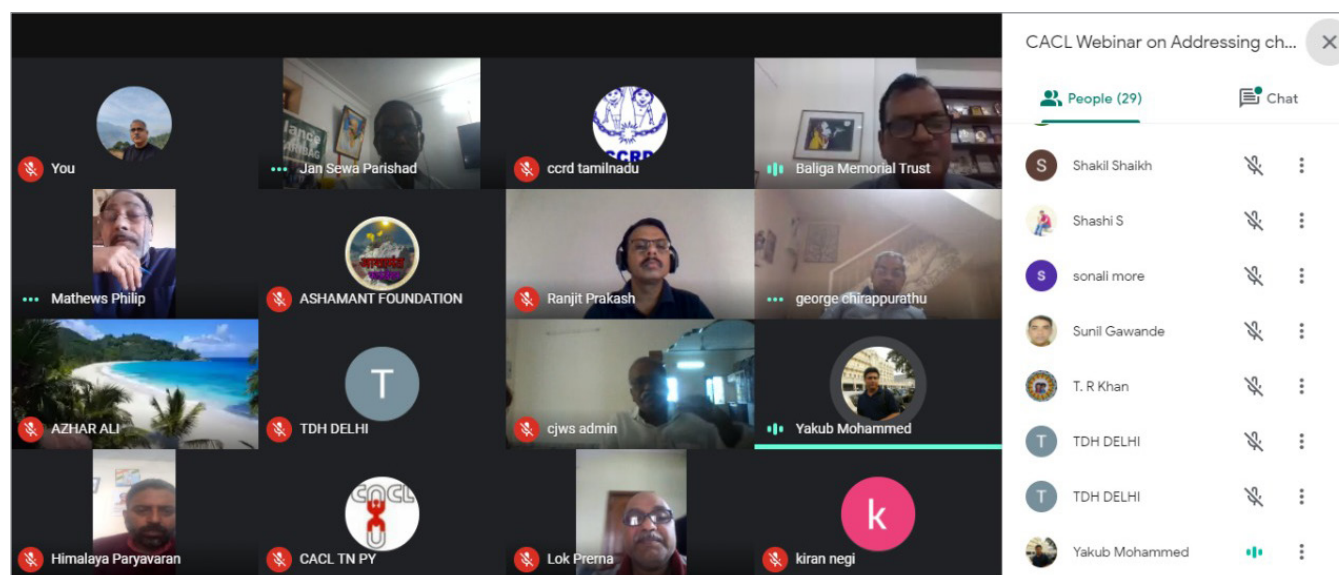 CACL Webinar on Addressing ch...
People (29)
Chat
You
Jan Sewa Parishad
ccrd tamilnadu
Baliga Memorial Trust
Shakil Shaikh
Shashi S
sonali more
Sunil Gawande
T. R Khan
TDH DELHI
TDH DELHI
Yakub Mohammed
Mathews Philip
ASHAMANT FOUNDATION
Ranjit Prakash
george chirappurathu
AZHAR ALI
TDH DELHI
cjws admin
Yakub Mohammed
Himalaya Paryavaran
CACL TN PY
Lok Prerna
kiran negi
S
S
T
T
T
k
CACL
lance